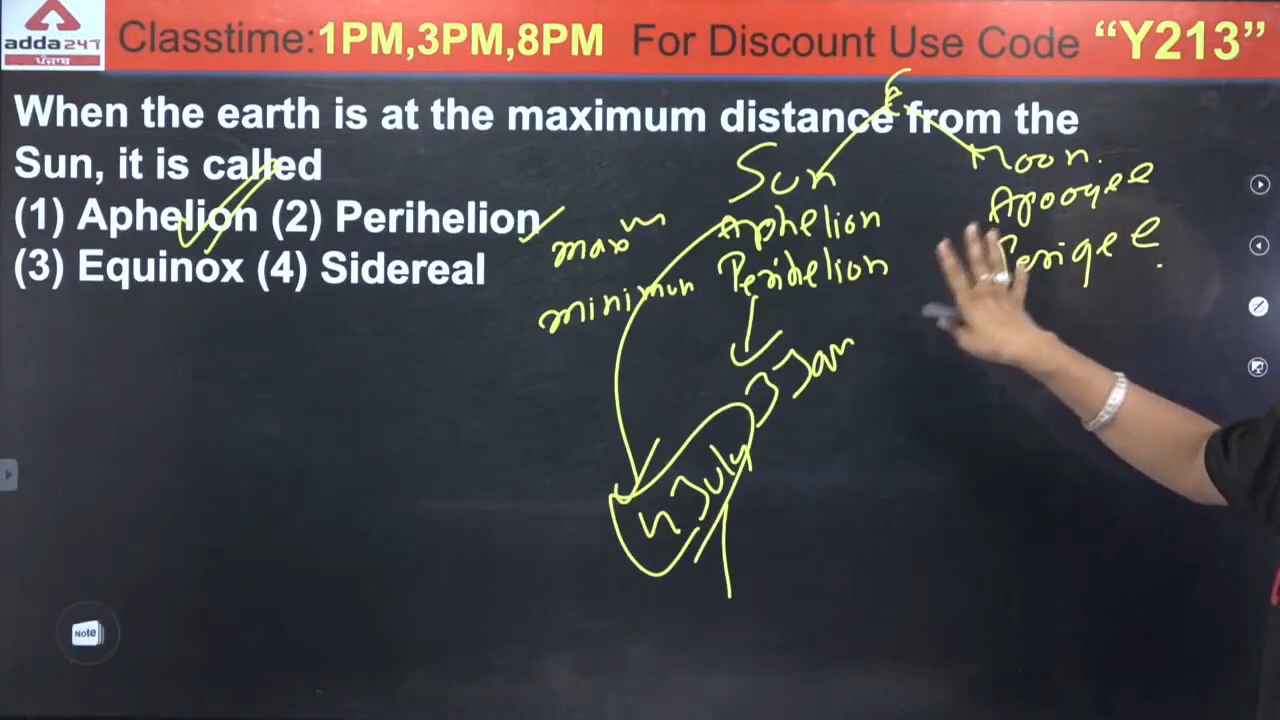 adda247
ਪੰਜਾਬ
Classtime:1PM,3PM,8PM For Discount Use Code “Y213”
When the earth is at the maximum distance from the
Sun, it is called
(1) Aphelion (2) Perihelion
(3) Equinox (4) Sidereal
E
Sun
Moon.
maxm
Aphelion
Apogee
minimum
Perihelion
Perigee
3 Jan
4 July
Note